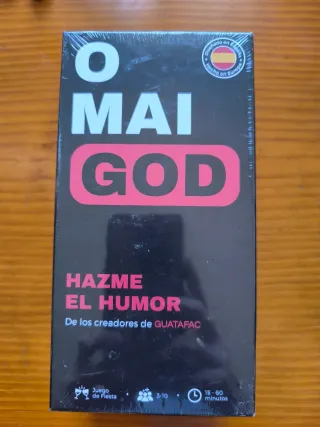 O
MAI
GOD
HAZME
EL HUMOR
De los creadores de GUATAFAC
Juego
de Fiesta
3-10
15 - 60
minutos